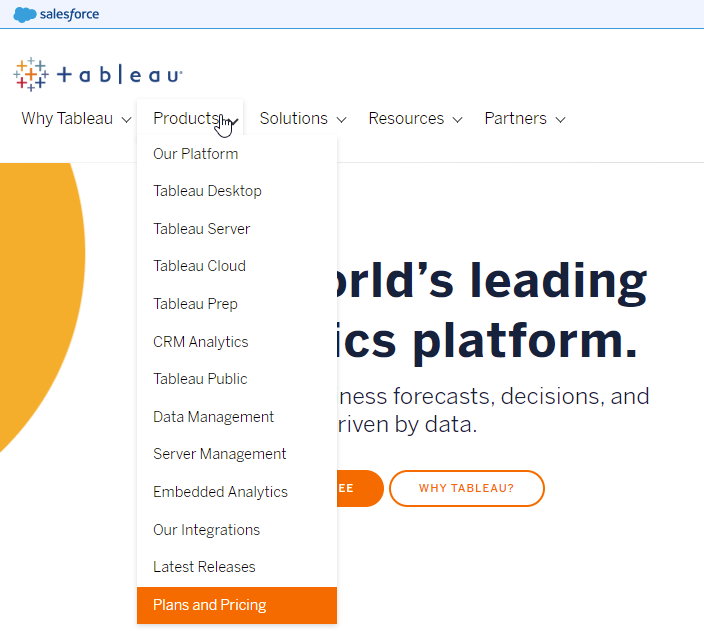 salesforce
+ableau
Why Tableau
Products
Solutions
Resources
Partners
Our Platform
Tableau Desktop
Tableau Server
Tableau Cloud
Tableau Prep
CRM Analytics
Tableau Public
Data Management
Server Management
Embedded Analytics
Our Integrations
Latest Releases
Plans and Pricing
orld’s leading
ics platform.
ness forecasts, decisions, and
riven by data.
EE
WHY TABLEAU?